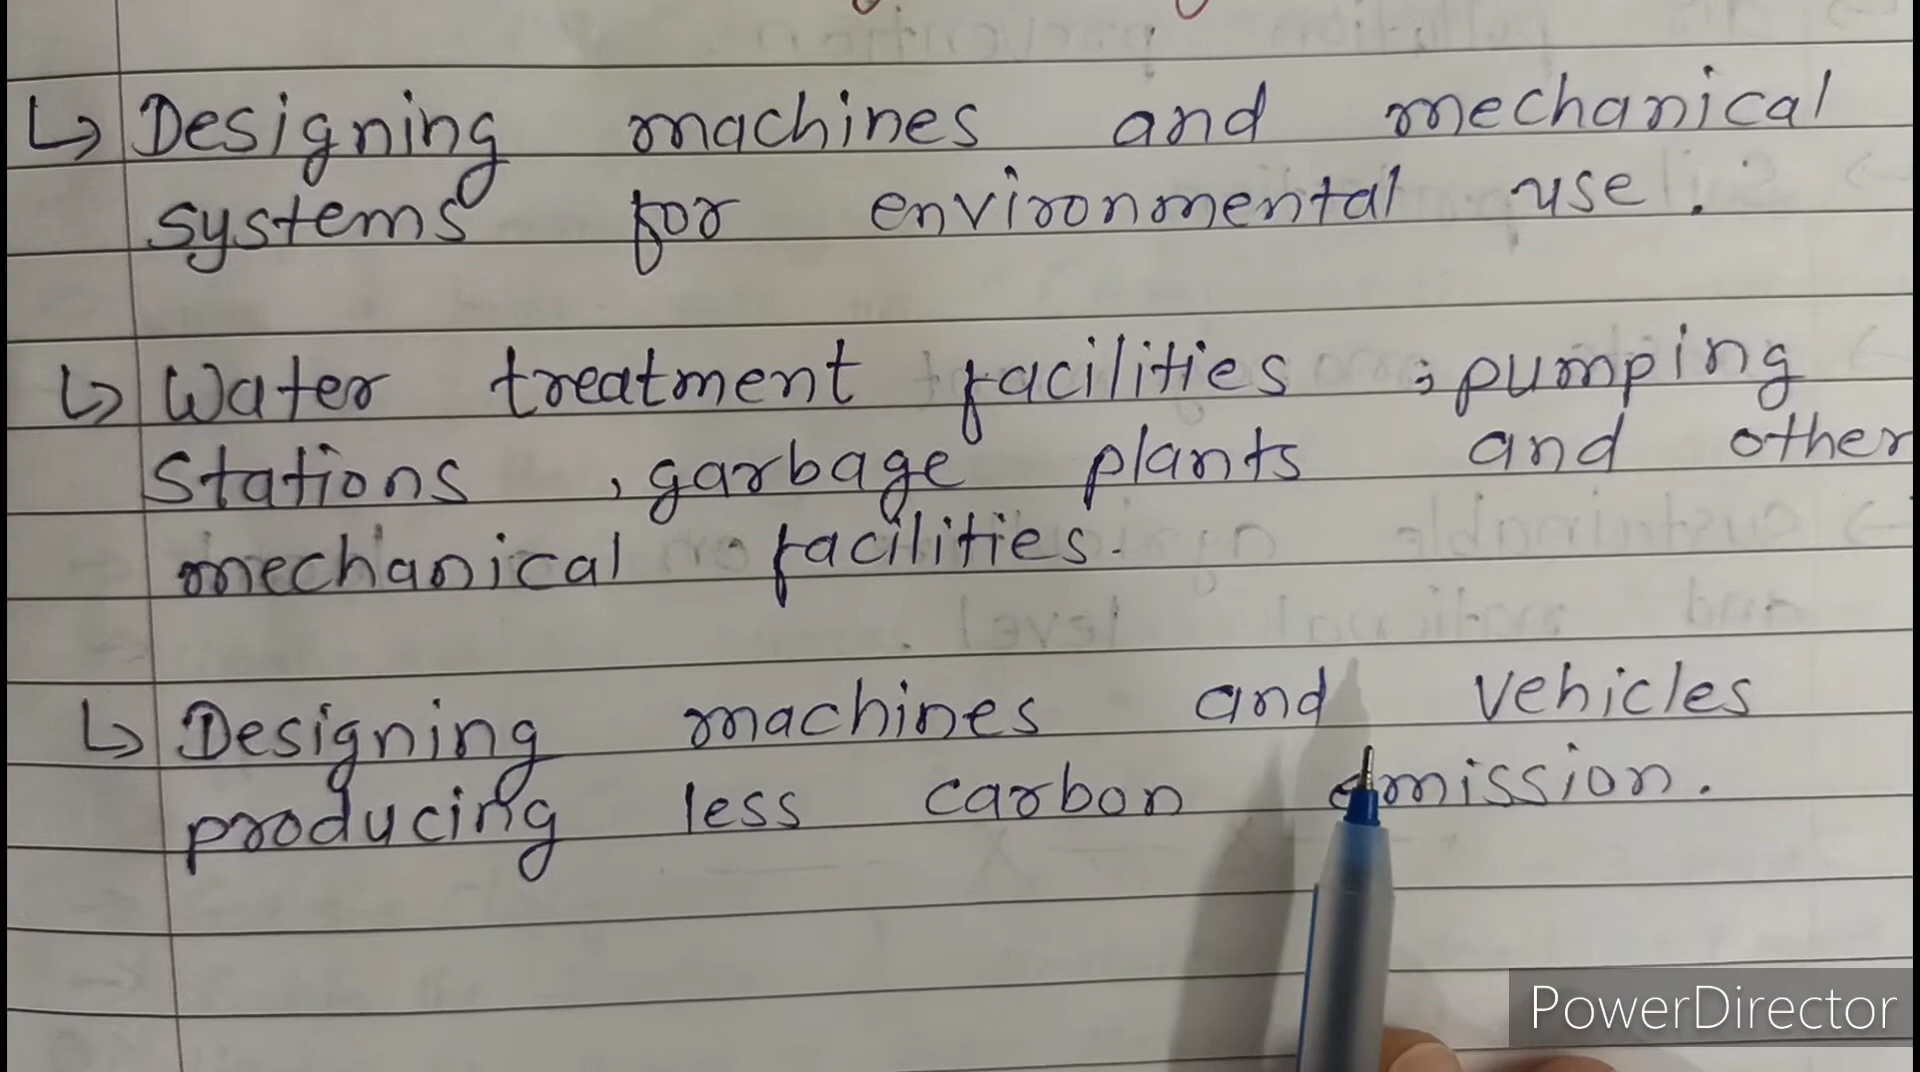 ↳ Designing machines and mechanical
systems for environmental use.
↳ Water treatment facilities, pumping
Stations, garbage plants and other
mechanical facilities.
↳ Designing machines and vehicles
producing less carbon emission.
PowerDirector